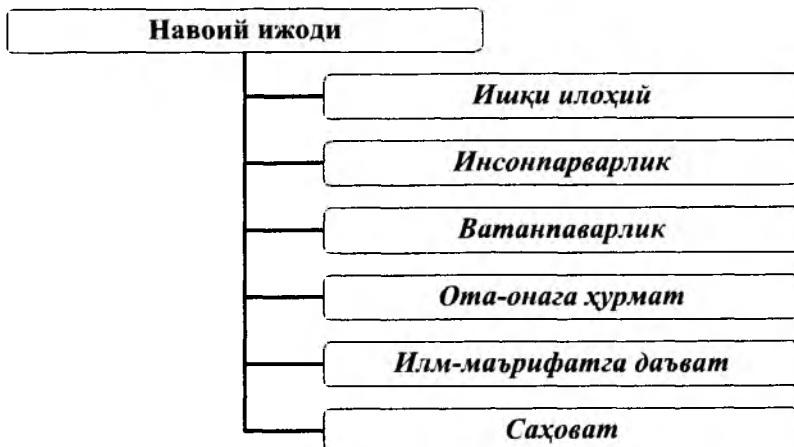 Навоий ижоди
Ишқи илоҳий
Инсонпарварлик
Ватанпаварлик
Ота-онага ҳурмат
Илм-маърифатга даъват
Саҳоват